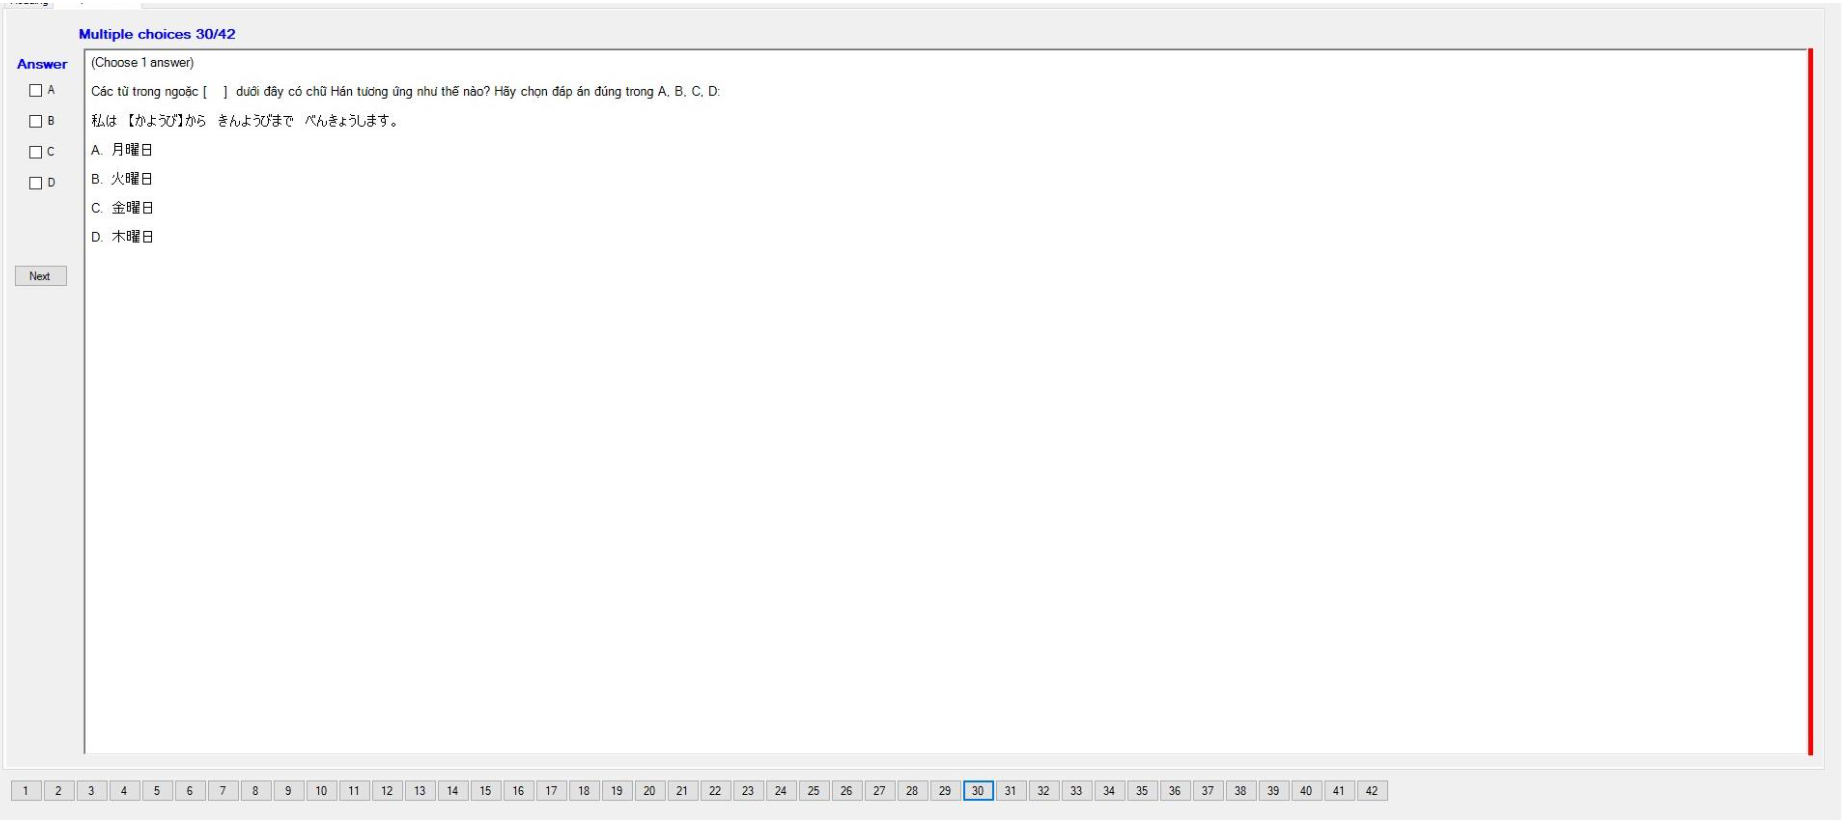 Multiple choices 30/42
Answer
(Choose 1 answer)
A
Các từ trong ngoặc [ ] dưới đây có chữ Hán tương ứng như thế nào? Hãy chọn đáp án đúng trong A, B, C, D:
B
私は 【かようび】から きんようびまで べんきょうします。
C
A. 月曜日
D
B. 火曜日
C. 金曜日
D. 木曜日
Next
1 2 3 4 5 6 7 8 9 10 11 12 13 14 15 16 17 18 19 20 21 22 23 24 25 26 27 28 29 30 31 32 33 34 35 36 37 38 39 40 41 42